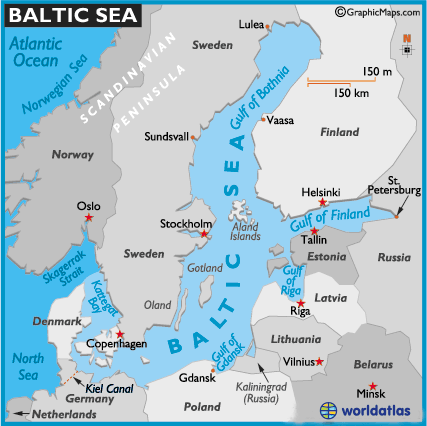 BALTIC SEA
© GraphicMaps.com
Lulea
Atlantic
Ocean
Sweden
N
Norwegian Sea
SCANDINAVIAN
PENINSULA
150 m
150 km
Gulf of Bothnia
Vaasa
Sundsvall
Finland
Norway
BALTIC SEA
Helsinki
St.
Petersburg
Oslo
Stockholm
Aland
Islands
Gulf of Finland
Tallin
Estonia
Sweden
Russia
Skagerrak
Strait
Gotland
Gulf
of
Riga
Kattegat
Bay
Oland
Latvia
Riga
Denmark
Copenhagen
Lithuania
North
Sea
Gulf of
Gdansk
Vilnius
Belarus
Kiel Canal
Gdansk
Kaliningrad
(Russia)
Minsk
Germany
Netherlands
Poland
worldatlas